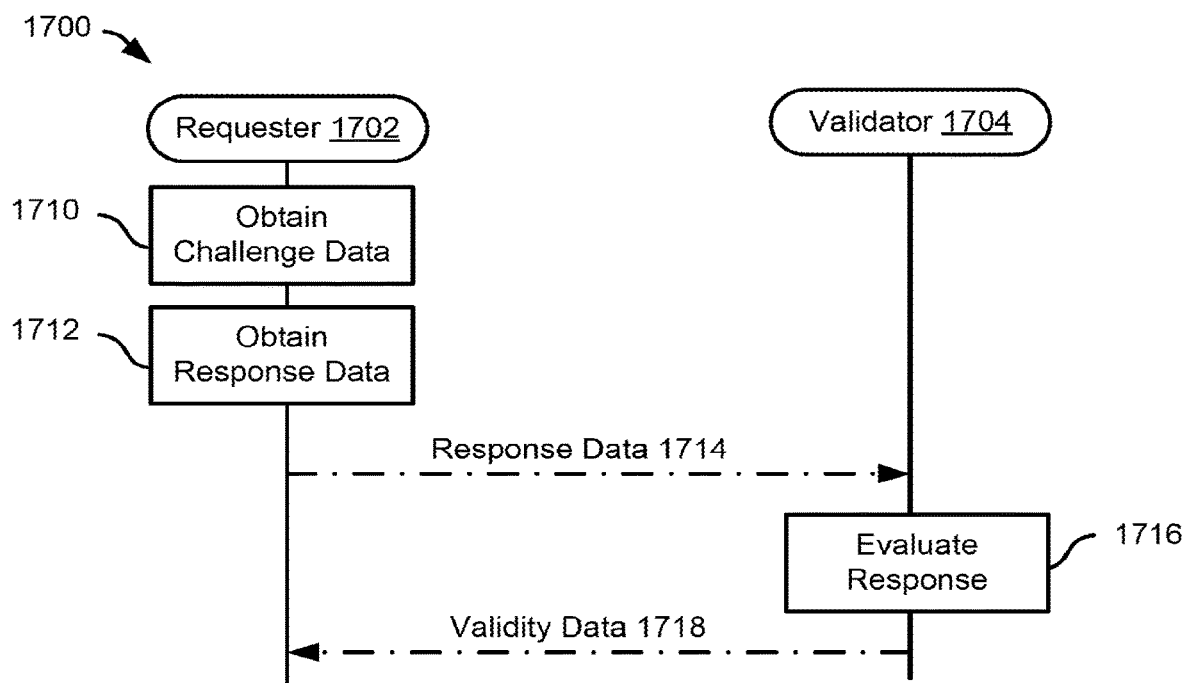 1700
Requester 1702
Validator 1704
1710
Obtain
Challenge Data
1712
Obtain
Response Data
Response Data 1714
Evaluate
Response
1716
Validity Data 1718